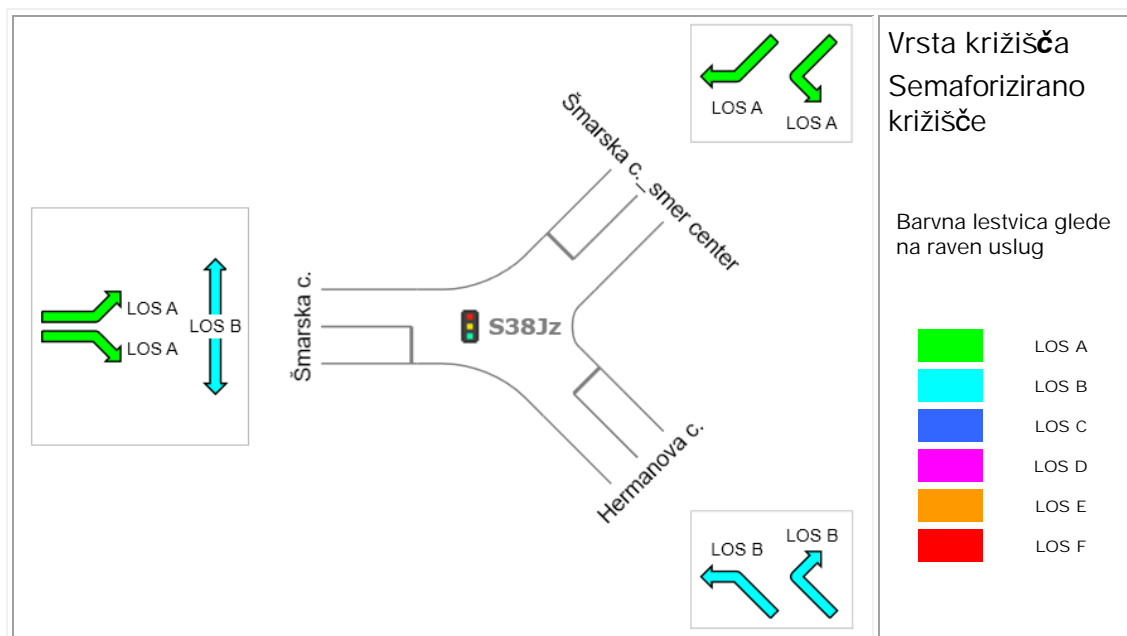 LOS A
LOS A
Šmarska c._smer center
LOS A
LOS A
LOS B
Šmarska c.
S38Jz
Hermanova c.
LOS B
LOS B
Vrsta križišča
Semaforizirano
križišče
Barvna lestvica glede
na raven uslug
LOS A
LOS B
LOS C
LOS D
LOS E
LOS F